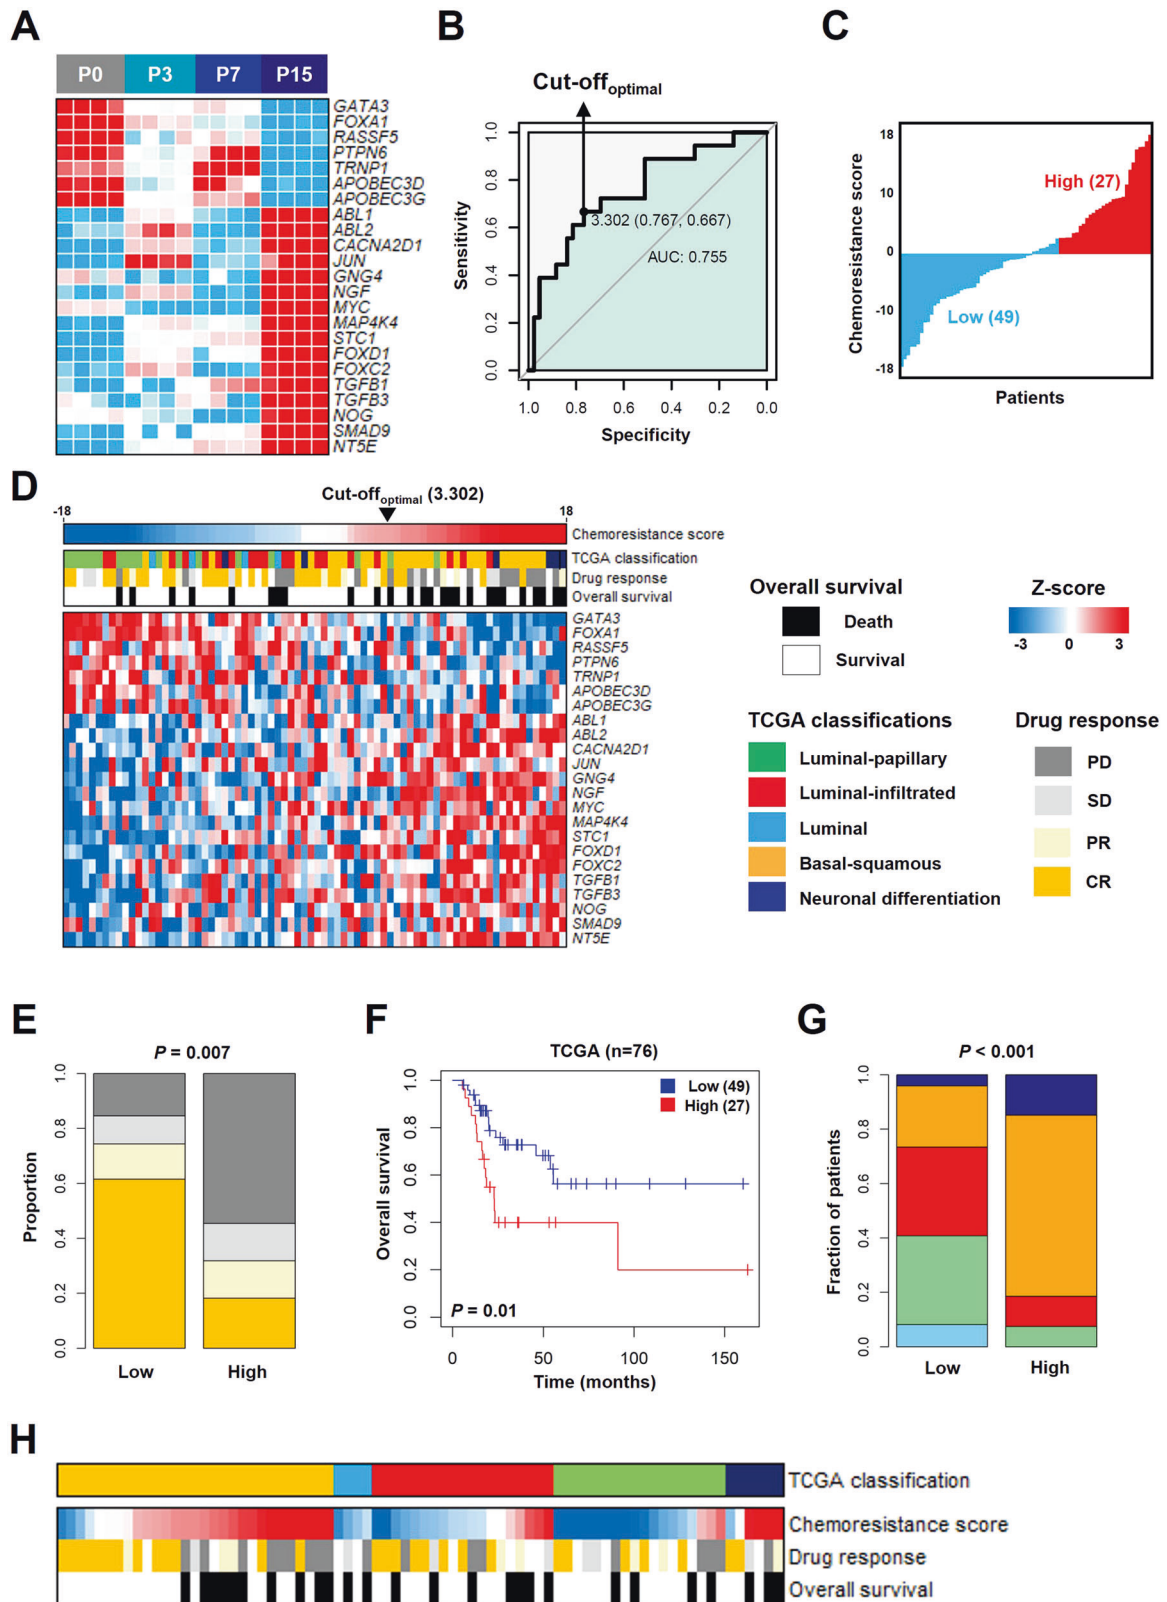 A
P0 P3 P7 P15
GATA3
FOXA1
RASSF5
PTPN6
TRNP1
APOBEC3D
APOBEC3G
ABL1
ABL2
CACNA2D1
JUN
GNG4
NGF
MYC
MAP4K4
STC1
FOXD1
FOXC2
TGFB1
TGFB3
NOG
SMAD9
NT5E
B
Cut-offoptimal
Sensitivity
1.0
0.8
0.6
0.4
0.2
0.0
3.302 (0.767, 0.667)
AUC: 0.755
1.0 0.8 0.6 0.4 0.2 0.0
Specificity
C
Chemoresistance score
18
10
0
-10
-18
High (27)
Low (49)
Patients
D
Cut-offoptimal (3.302)
-18 18
Chemoresistance score
TCGA classification
Drug response
Overall survival
GATA3
FOXA1
RASSF5
PTPN6
TRNP1
APOBEC3D
APOBEC3G
ABL1
ABL2
CACNA2D1
JUN
GNG4
NGF
MYC
MAP4K4
STC1
FOXD1
FOXC2
TGFB1
TGFB3
NOG
SMAD9
NT5E
Overall survival
Death
Survival
Z-score
-3 0 3
TCGA classifications
Luminal-papillary
Luminal-infiltrated
Luminal
Basal-squamous
Neuronal differentiation
Drug response
PD
SD
PR
CR
E
P = 0.007
Proportion
1.0
0.8
0.6
0.4
0.2
0.0
Low High
F
TCGA (n=76)
Low (49)
High (27)
Overall survival
1.0
0.8
0.6
0.4
0.2
0.0
P = 0.01
0 50 100 150
Time (months)
G
P < 0.001
Fraction of patients
1.0
0.8
0.6
0.4
0.2
0.0
Low High
H
TCGA classification
Chemoresistance score
Drug response
Overall survival